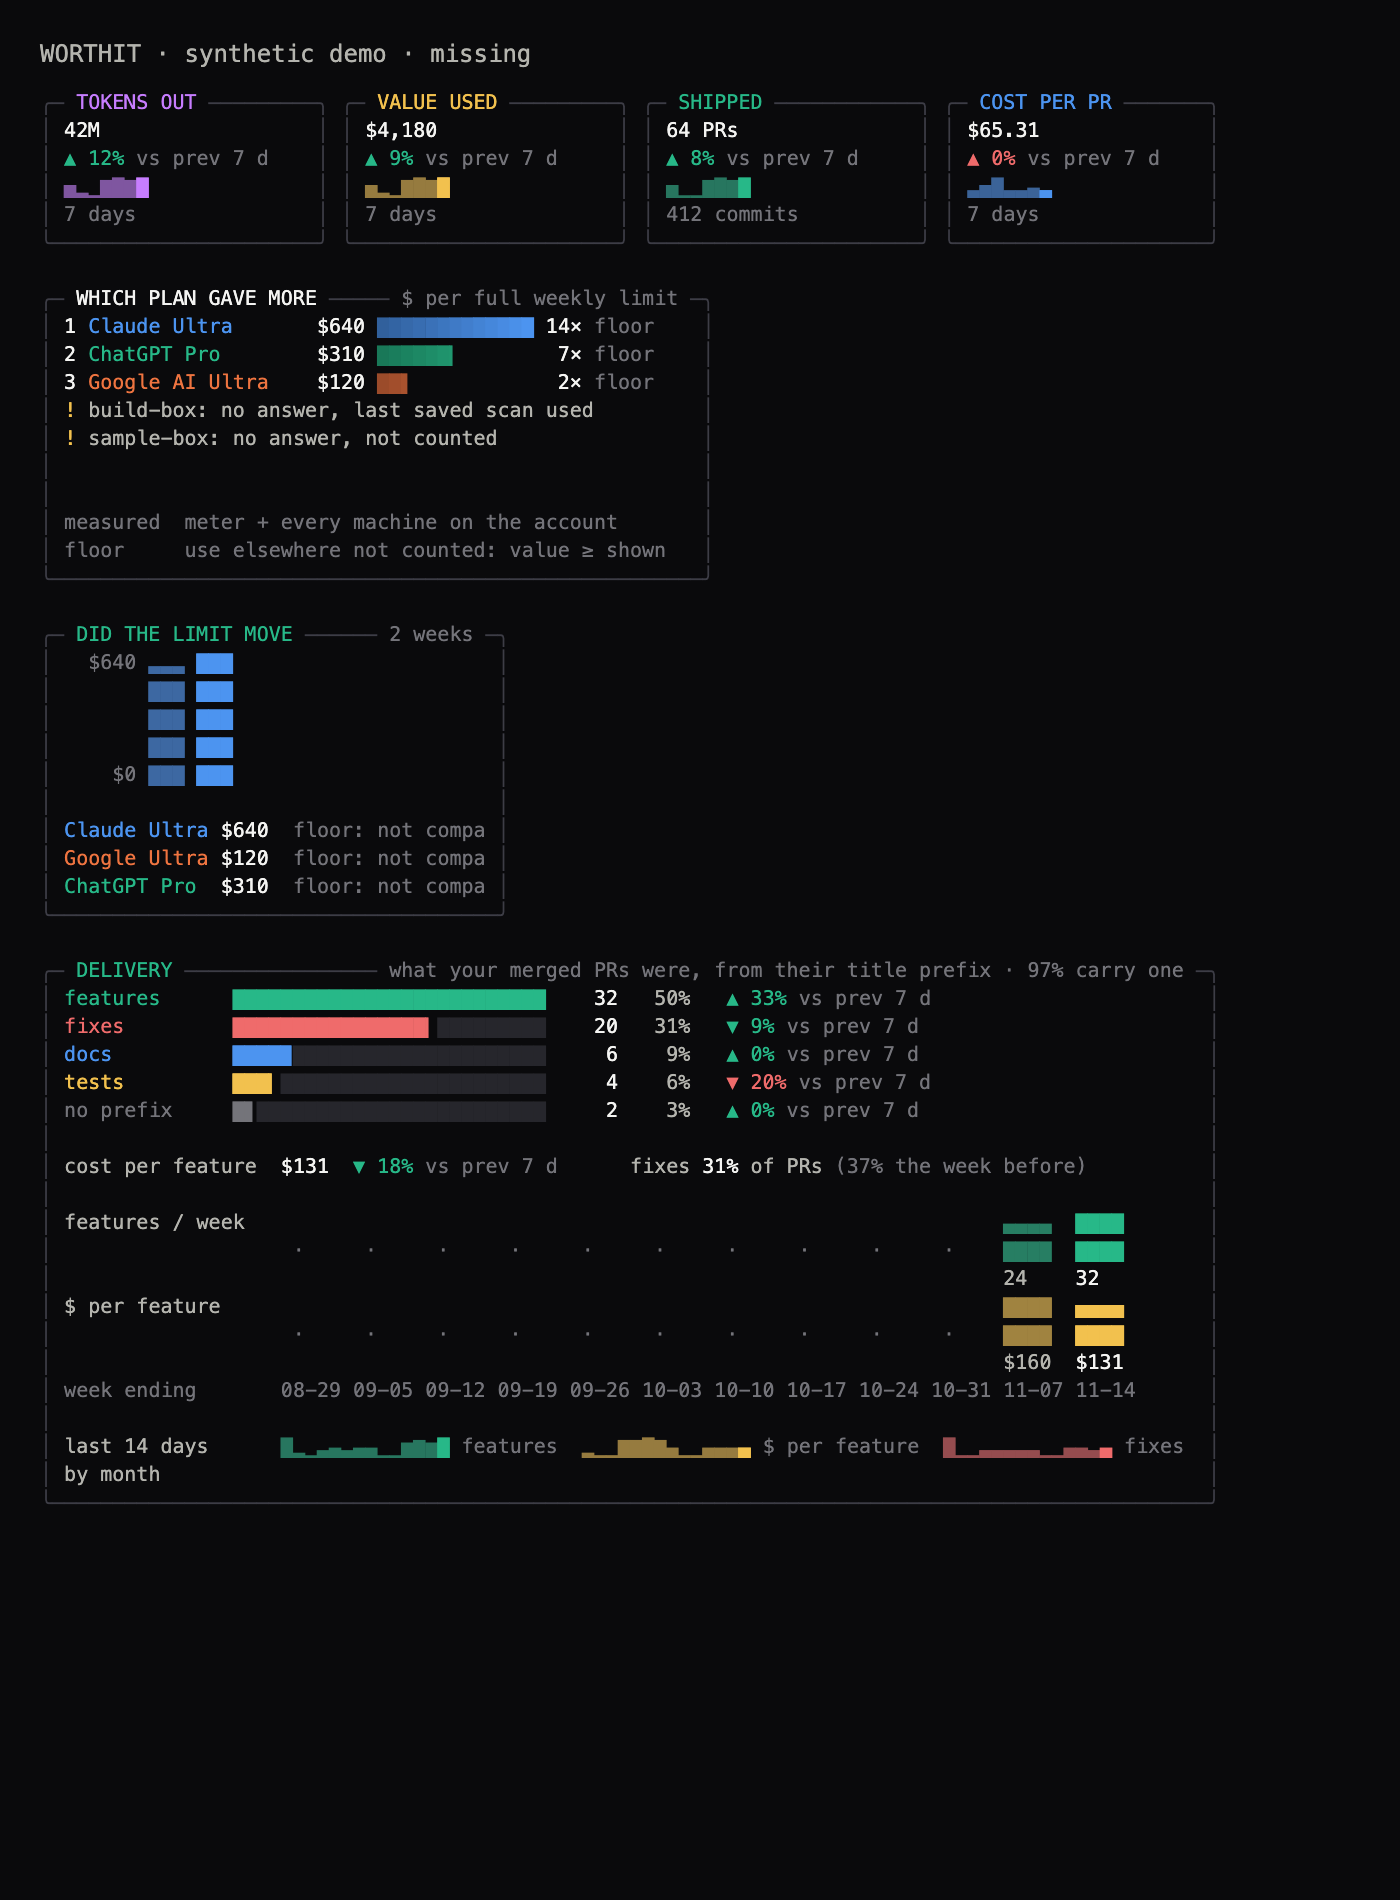 WORTHIT · synthetic demo · missing
TOKENS OUT
42M
▲ 12% vs prev 7 d
7 days
VALUE USED
$4,180
▲ 9% vs prev 7 d
7 days
SHIPPED
64 PRs
▲ 8% vs prev 7 d
412 commits
COST PER PR
$65.31
▲ 0% vs prev 7 d
7 days
WHICH PLAN GAVE MORE $ per full weekly limit
1 Claude Ultra $640 14× floor
2 ChatGPT Pro $310 7× floor
3 Google AI Ultra $120 2× floor
! build-box: no answer, last saved scan used
! sample-box: no answer, not counted
measured meter + every machine on the account
floor use elsewhere not counted: value ≥ shown
DID THE LIMIT MOVE 2 weeks
$640
$0
Claude Ultra $640 floor: not compa
Google Ultra $120 floor: not compa
ChatGPT Pro $310 floor: not compa
DELIVERY what your merged PRs were, from their title prefix · 97% carry one
features 32 50% ▲ 33% vs prev 7 d
fixes 20 31% ▼ 9% vs prev 7 d
docs 6 9% ▲ 0% vs prev 7 d
tests 4 6% ▼ 20% vs prev 7 d
no prefix 2 3% ▲ 0% vs prev 7 d
cost per feature $131 ▼ 18% vs prev 7 d fixes 31% of PRs (37% the week before)
features / week
24 32
$ per feature
$160 $131
week ending 08-29 09-05 09-12 09-19 09-26 10-03 10-10 10-17 10-24 10-31 11-07 11-14
last 14 days features $ per feature fixes
by month